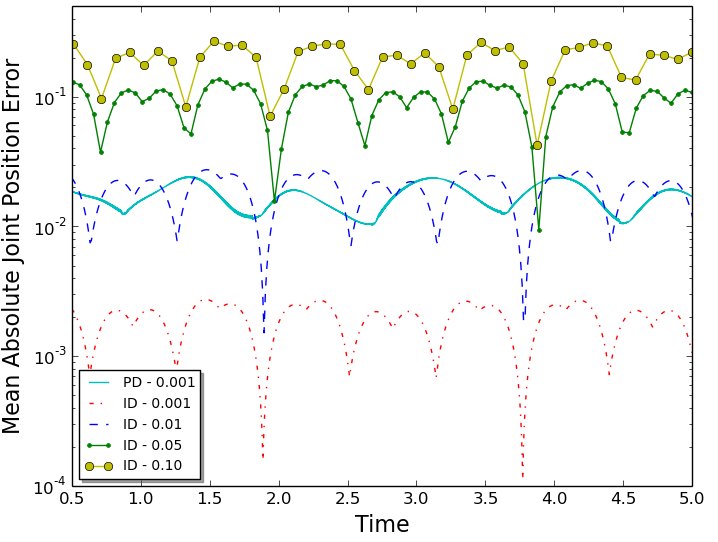 Mean Absolute Joint Position Error
10-1
10-2
10-3
10-4
PD - 0.001
ID - 0.001
ID - 0.01
ID - 0.05
ID - 0.10
0.5 1.0 1.5 2.0 2.5 3.0 3.5 4.0 4.5 5.0
Time